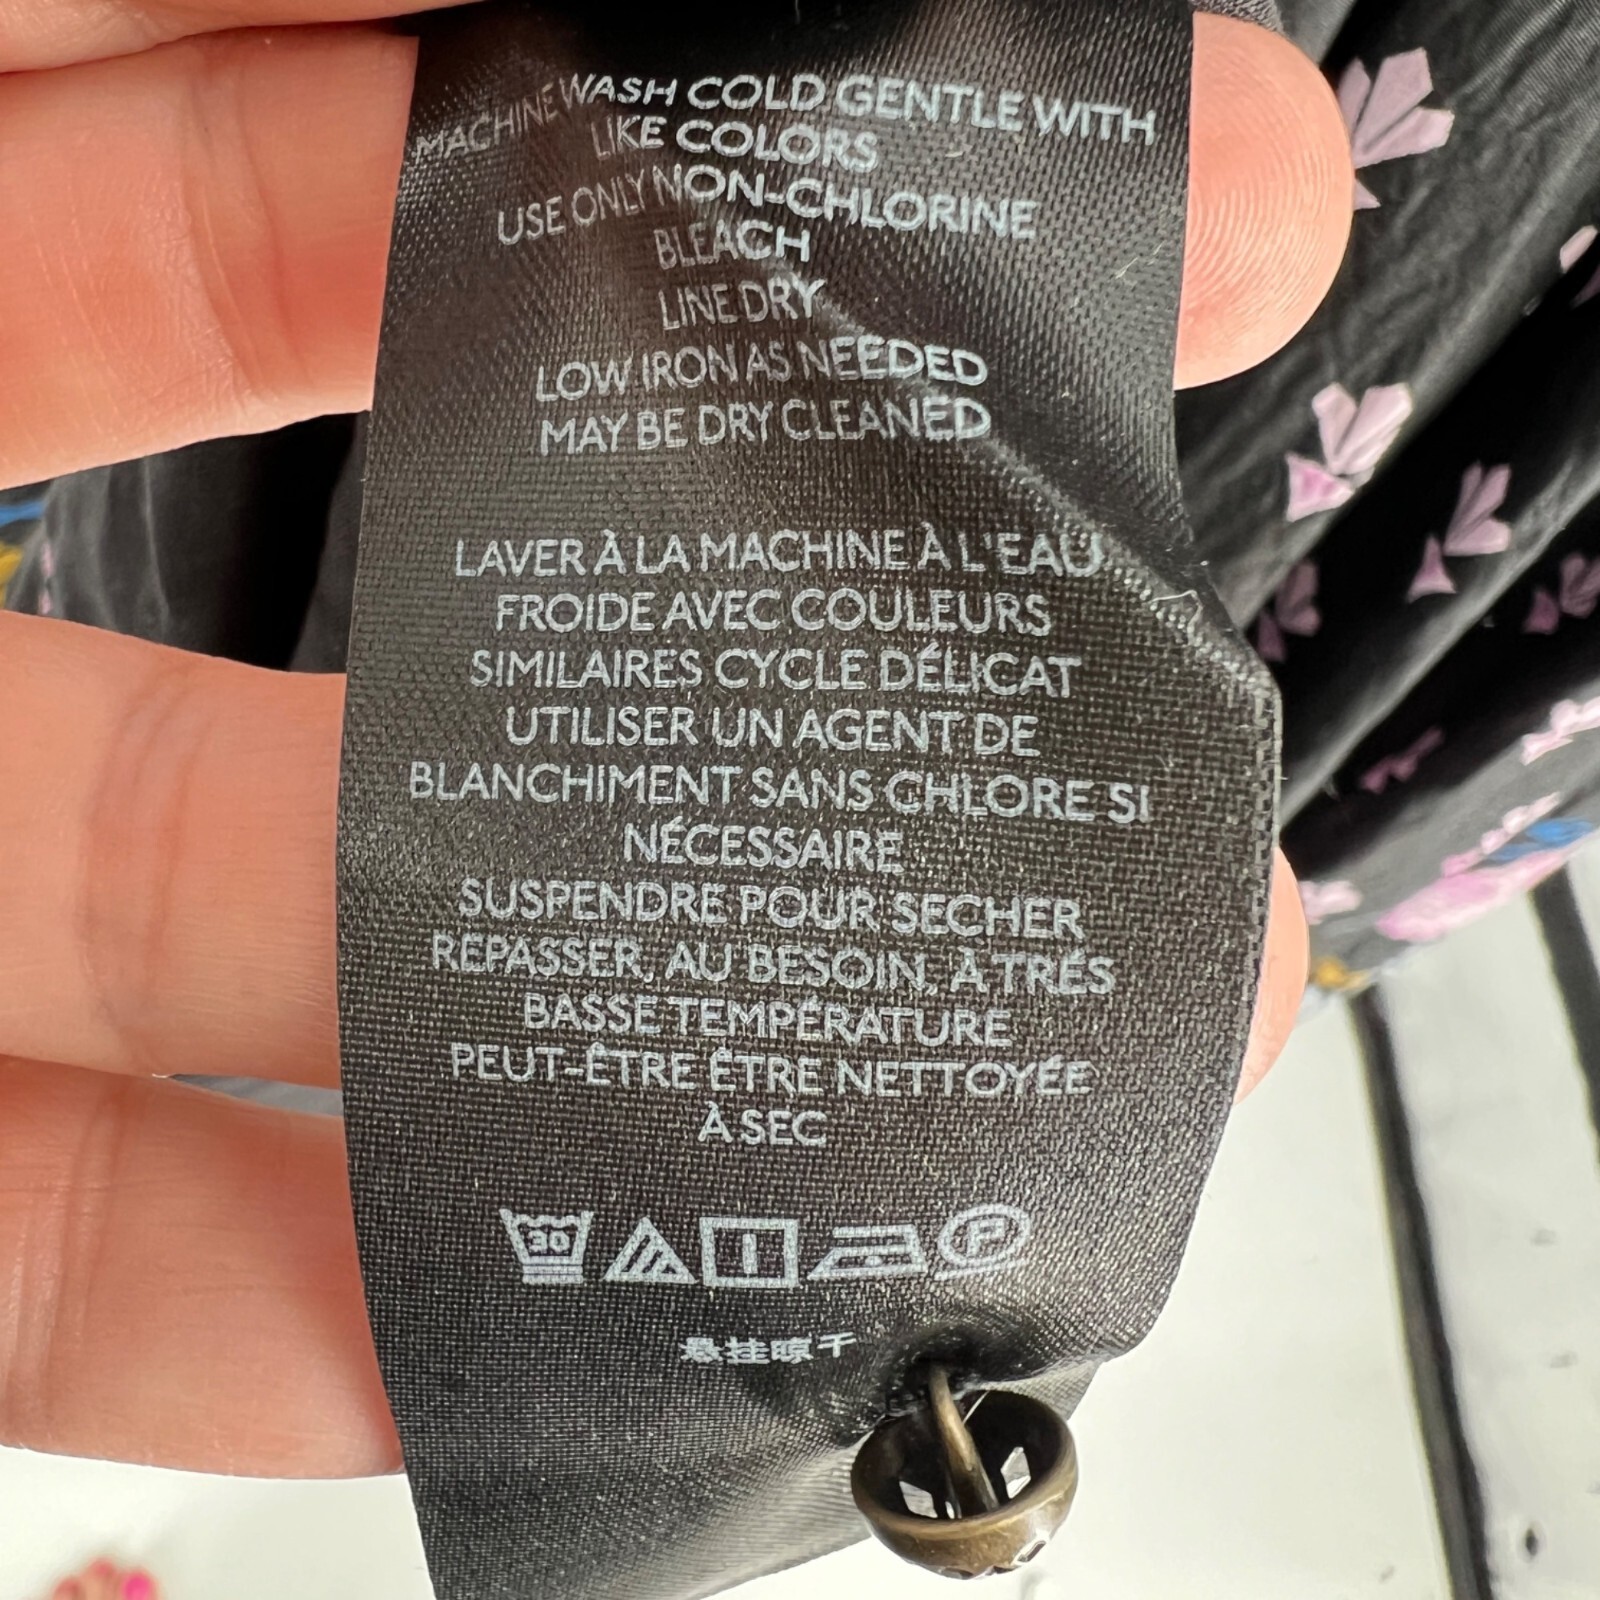 MACHINE WASH COLD GENTLE WITH
LIKE COLORS
USE ONLY NON-CHLORINE
BLEACH
LINE DRY
LOW IRON AS NEEDED
MAY BE DRY CLEANED
LAVER À LA MACHINE À L'EAU
FROIDE AVEC COULEURS
SIMILAIRES CYCLE DÉLICAT
UTILISER UN AGENT DE
BLANCHIMENT SANS CHLORE SI
NÉCESSAIRE
SUSPENDRE POUR SECHER
REPASSER, AU BESOIN, À TRÉS
BASSE TEMPÉRATURE
PEUT-ÊTRE ÊTRE NETTOYÉE
À SEC
30 P
悬挂晾干